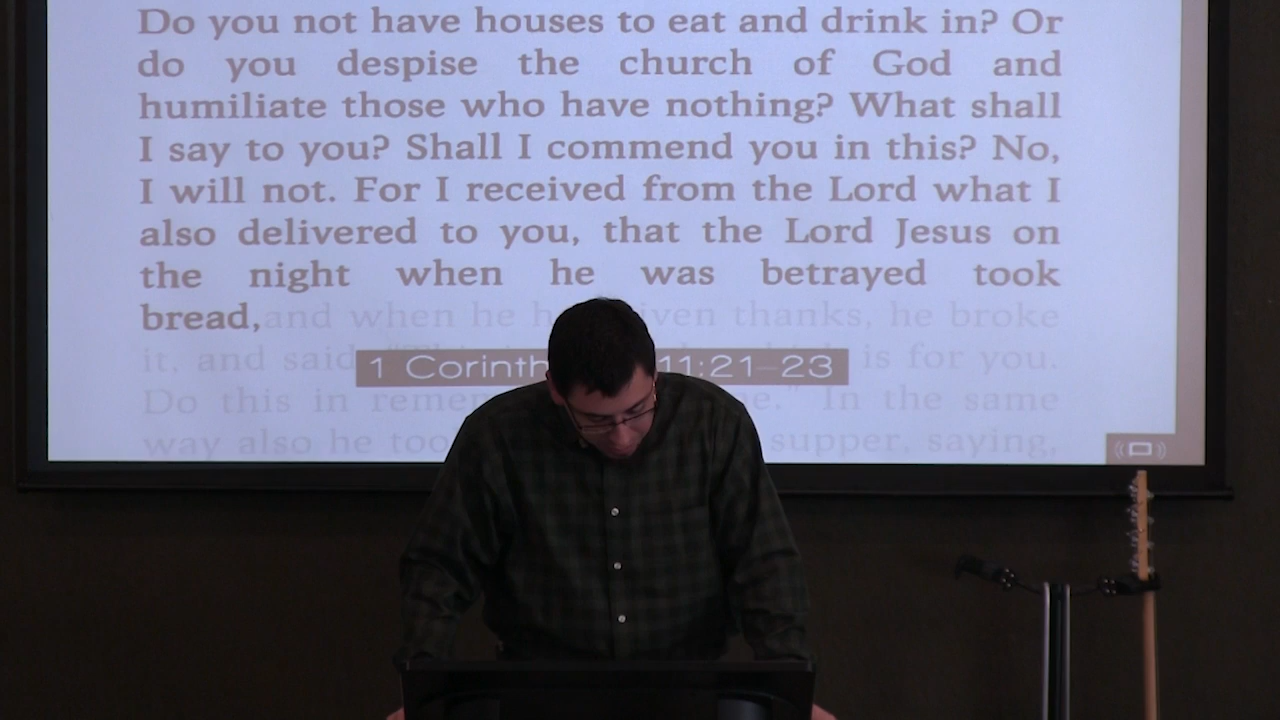 Do you not have houses to eat and drink in? Or
do you despise the church of God and
humiliate those who have nothing? What shall
I say to you? Shall I commend you in this? No,
I will not. For I received from the Lord what I
also delivered to you, that the Lord Jesus on
the night when he was betrayed took
bread, and when he thanks, he broke
it, and said is for you.
1 11:21–23
Do this in In the same
way also he supper, saying,